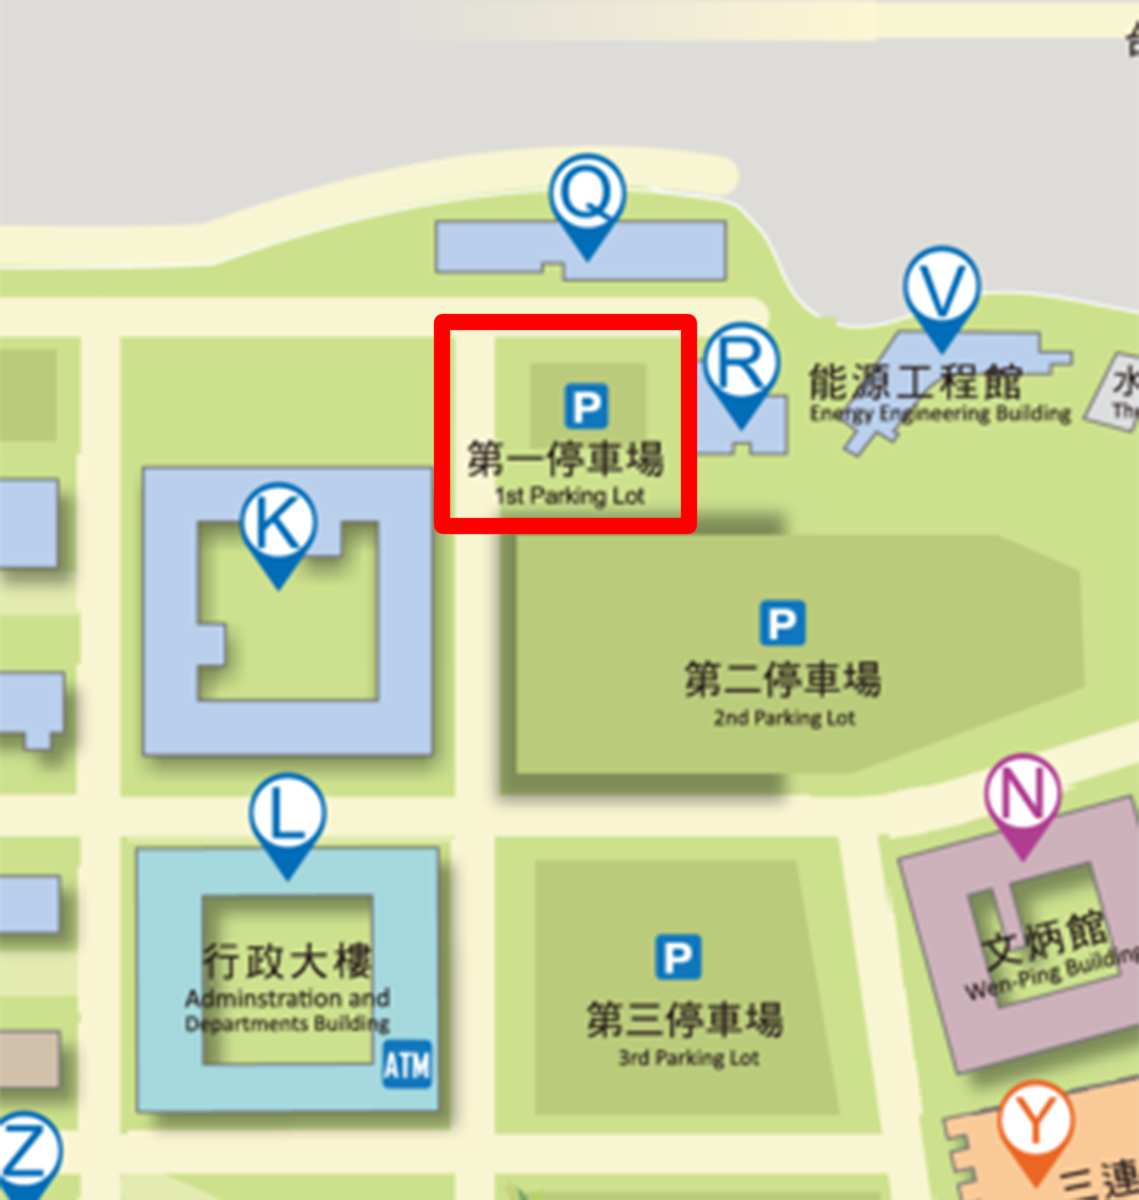 Q
V
R
能源工程館
Energy Engineering Building
水
P
第一停車場
1st Parking Lot
K
P
第二停車場
2nd Parking Lot
N
L
文炳館
Wen-Ping Building
行政大樓
Adminstration and
Departments Building
ATM
P
第三停車場
3rd Parking Lot
Y
三連
Z